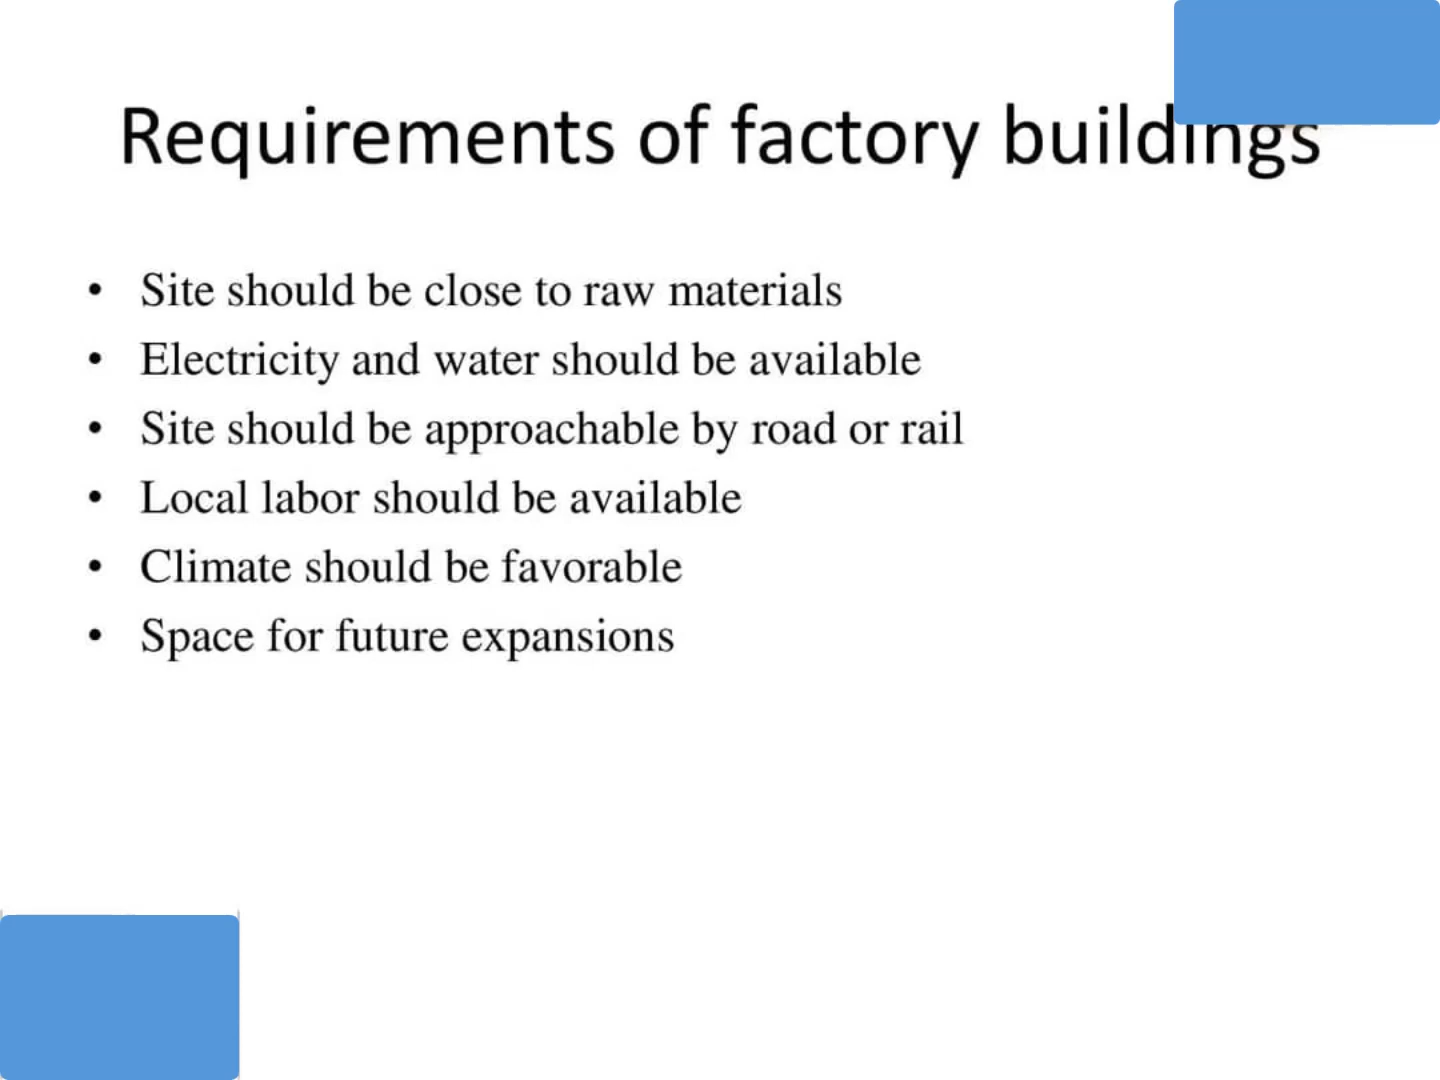 Requirements of factory buildings
• Site should be close to raw materials
• Electricity and water should be available
• Site should be approachable by road or rail
• Local labor should be available
• Climate should be favorable
• Space for future expansions